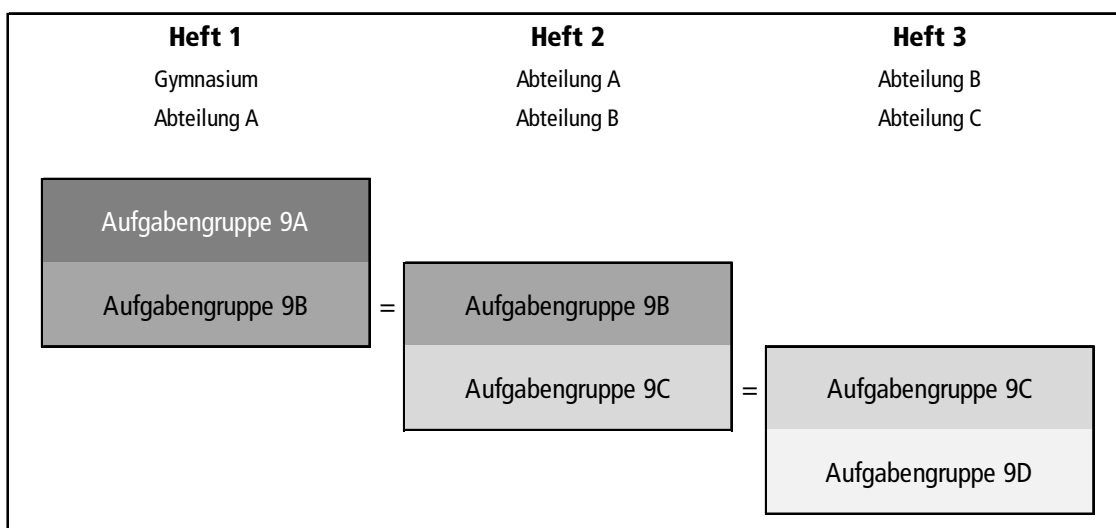 Heft 1 Heft 2 Heft 3
Gymnasium Abteilung A Abteilung B
Abteilung A Abteilung B Abteilung C
Aufgabengruppe 9A
Aufgabengruppe 9B = Aufgabengruppe 9B
Aufgabengruppe 9C = Aufgabengruppe 9C
Aufgabengruppe 9D